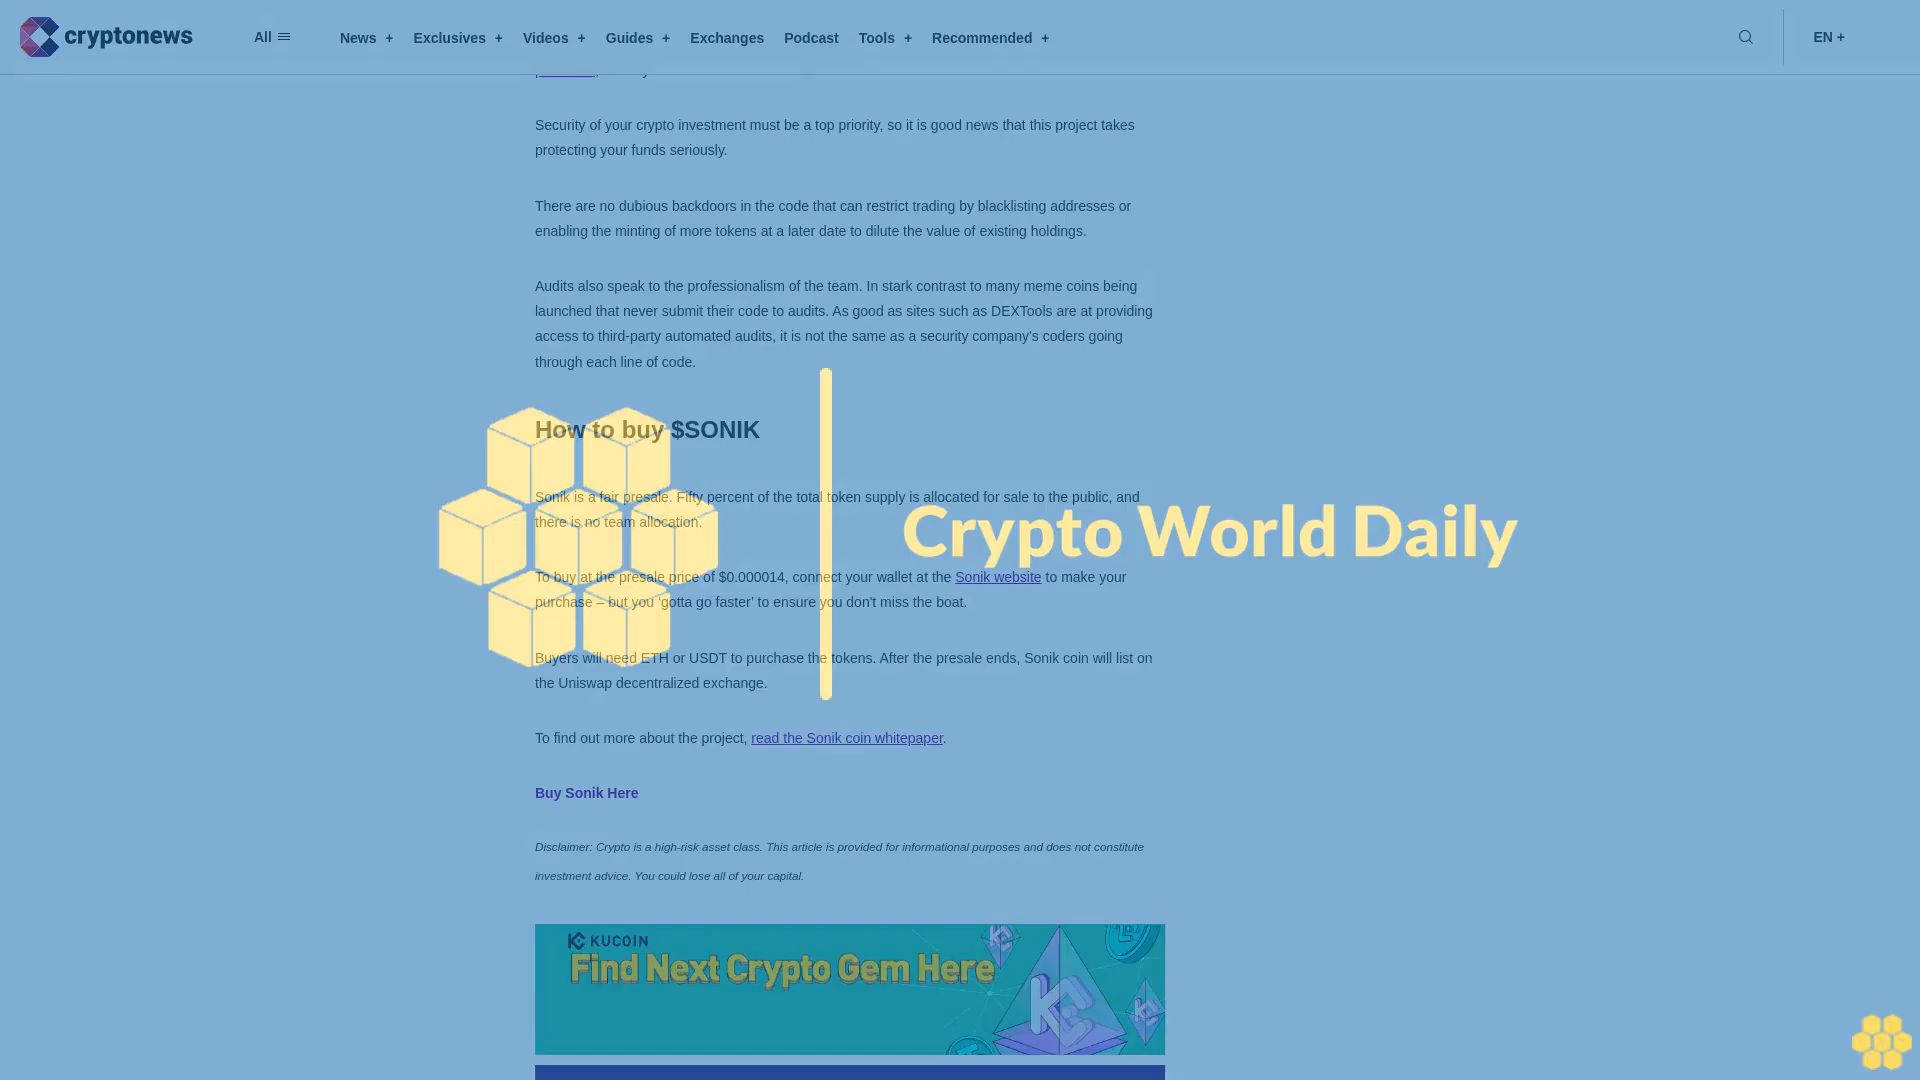 cryptonews All News + Exclusives + Videos + Guides + Exchanges Podcast Tools + Recommended + EN +
Security of your crypto investment must be a top priority, so it is good news that this project takes
protecting your funds seriously.
There are no dubious backdoors in the code that can restrict trading by blacklisting addresses or
enabling the minting of more tokens at a later date to dilute the value of existing holdings.
Audits also speak to the professionalism of the team. In stark contrast to many meme coins being
launched that never submit their code to audits. As good as sites such as DEXTools are at providing
access to third-party automated audits, it is not the same as a security company's coders going
through each line of code.
How to buy $SONIK
Sonik is a fair presale. Fifty percent of the total token supply is allocated for sale to the public, and
there is no team allocation.
Crypto World Daily
To buy at the presale price of $0.000014, connect your wallet at the Sonik website to make your
purchase – but you ‘gotta go faster’ to ensure you don't miss the boat.
Buyers will need ETH or USDT to purchase the tokens. After the presale ends, Sonik coin will list on
the Uniswap decentralized exchange.
To find out more about the project, read the Sonik coin whitepaper.
Buy Sonik Here
Disclaimer: Crypto is a high-risk asset class. This article is provided for informational purposes and does not constitute
investment advice. You could lose all of your capital.
KUCOIN
Find Next Crypto Gem Here